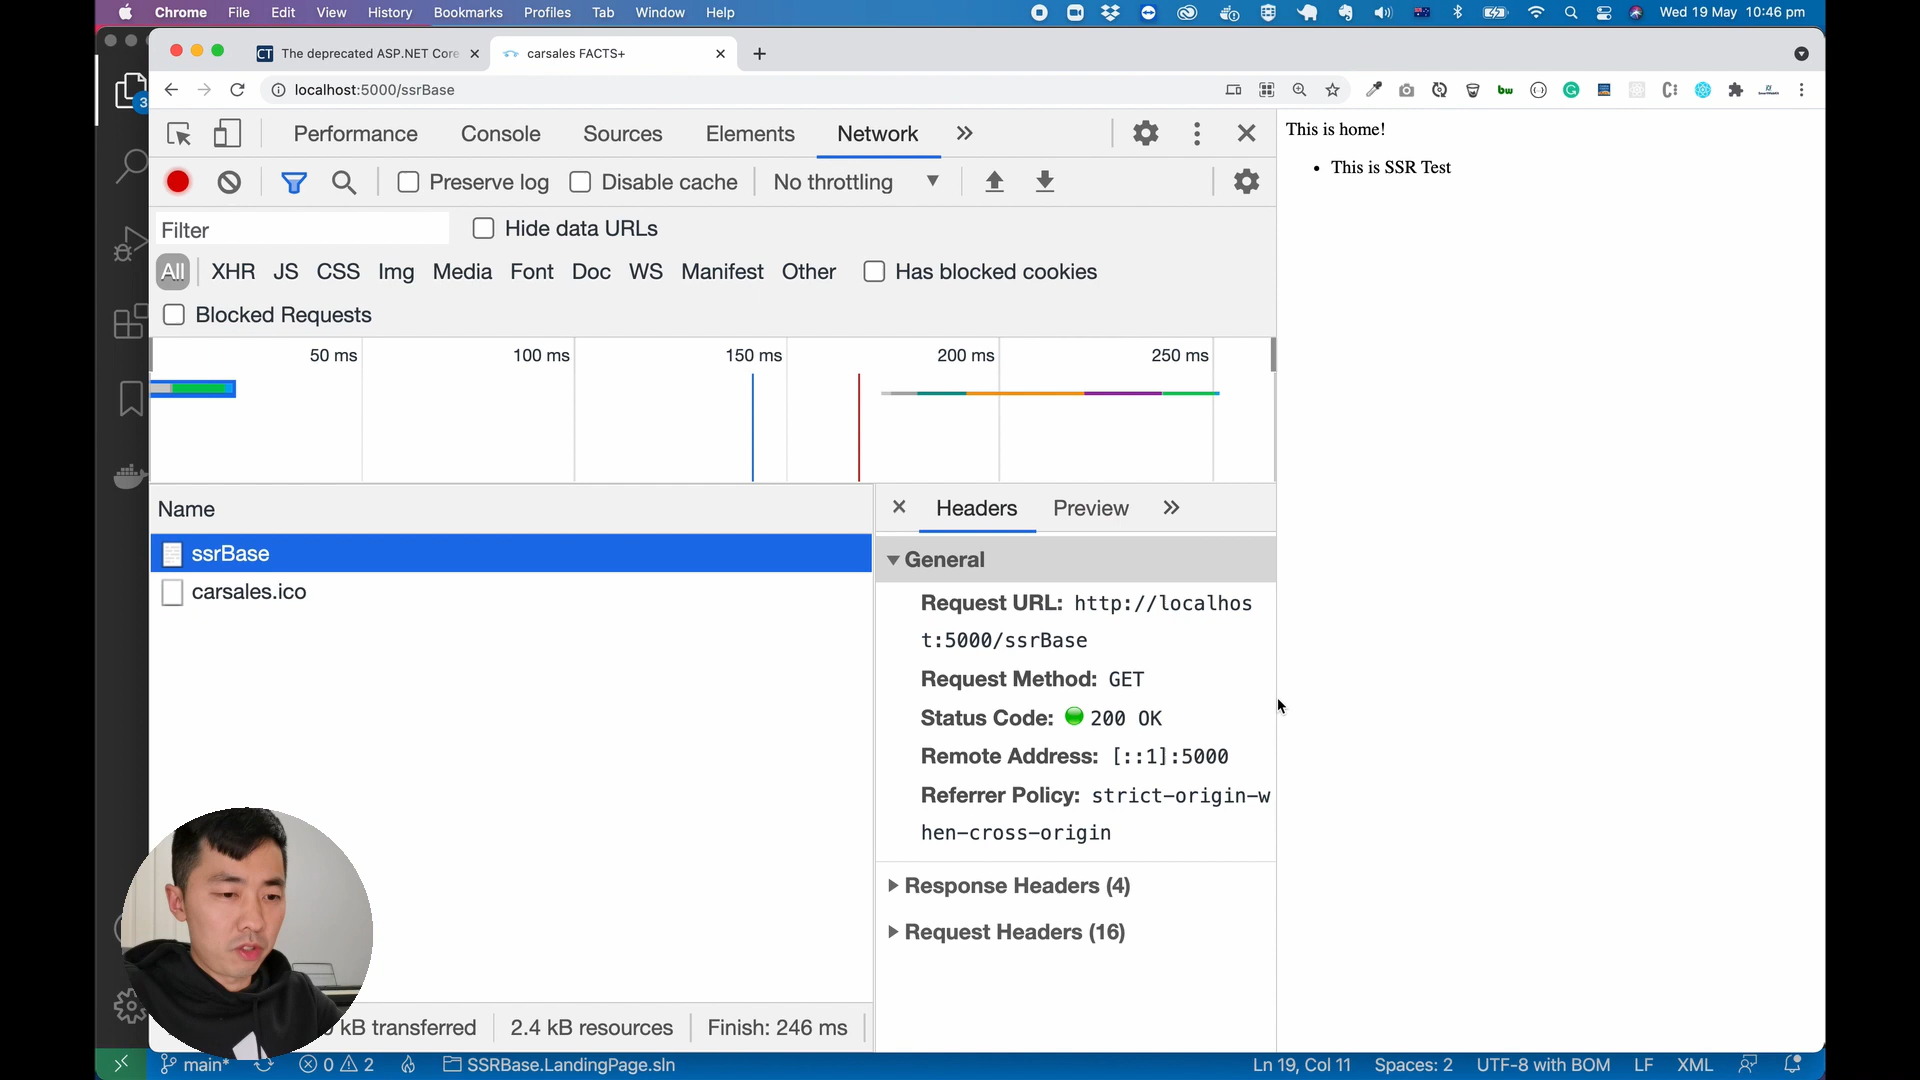 Chrome File Edit View History Bookmarks Profiles Tab Window Help Wed 19 May 10:46 pm
CT The deprecated ASP.NET Core
carsales FACTS+
3
localhost:5000/ssrBase
bw
Performance Console Sources Elements Network
This is home!
• This is SSR Test
Preserve log Disable cache No throttling
Filter Hide data URLs
All XHR JS CSS Img Media Font Doc WS Manifest Other Has blocked cookies
Blocked Requests
50 ms 100 ms 150 ms 200 ms 250 ms
Name
Headers Preview
ssrBase
carsales.ico
General
Request URL: http://localhos
t:5000/ssrBase
Request Method: GET
Status Code: 200 OK
Remote Address: [::1]:5000
Referrer Policy: strict-origin-w
hen-cross-origin
Response Headers (4)
Request Headers (16)
kB transferred 2.4 kB resources Finish: 246 ms
main* 0 2 SSRBase.LandingPage.sln Ln 19, Col 11 Spaces: 2 UTF-8 with BOM LF XML